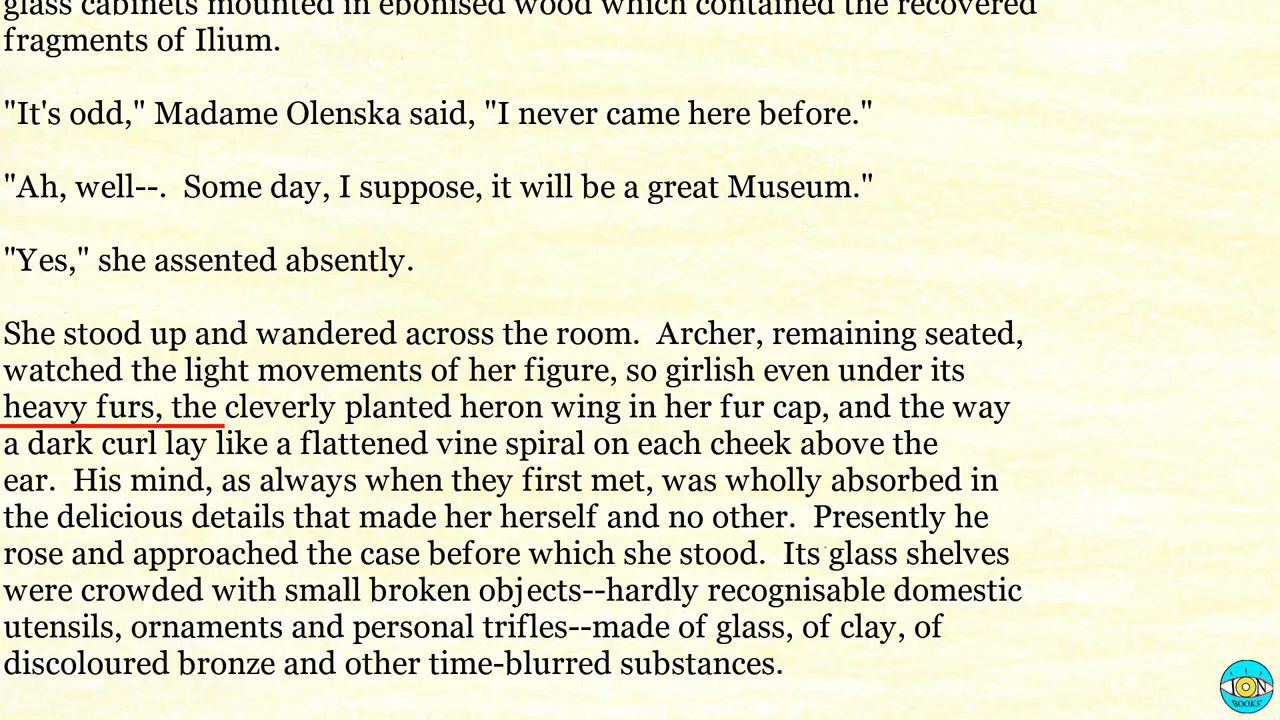 glass cabinets mounted in ebonised wood which contained the recovered
fragments of Ilium.
"It's odd," Madame Olenska said, "I never came here before."
"Ah, well--.  Some day, I suppose, it will be a great Museum."
"Yes," she assented absently.
She stood up and wandered across the room.  Archer, remaining seated,
watched the light movements of her figure, so girlish even under its
heavy furs, the cleverly planted heron wing in her fur cap, and the way
a dark curl lay like a flattened vine spiral on each cheek above the
ear.  His mind, as always when they first met, was wholly absorbed in
the delicious details that made her herself and no other.  Presently he
rose and approached the case before which she stood.  Its glass shelves
were crowded with small broken objects--hardly recognisable domestic
utensils, ornaments and personal trifles--made of glass, of clay, of
discoloured bronze and other time-blurred substances.
ION
BOOKS